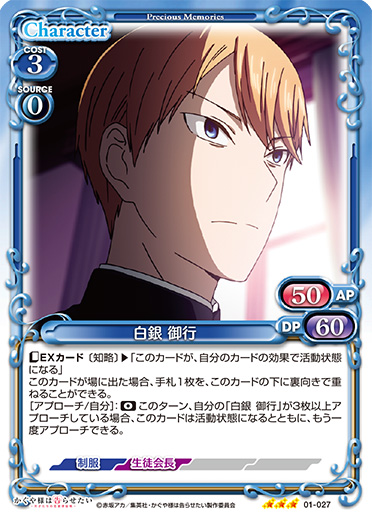 Precious Memories
Character
COST
3
SOURCE
0
50 AP
DP 60
白銀 御行
EXカード〔知略〕▶「このカードが、自分のカードの効果で活動状態
になる」
このカードが場に出た場合、手札1枚を、このカードの下に裏向きで重
ねることができる。
[アプローチ/自分]:このターン、自分の「白銀 御行」が3枚以上アプ
ローチしている場合、このカードは活動状態になるとともに、もう一
度アプローチできる。
制服 生徒会長
かぐや様は告らせたい
©赤坂アカ/集英社・かぐや様は告らせたい製作委員会
01-027